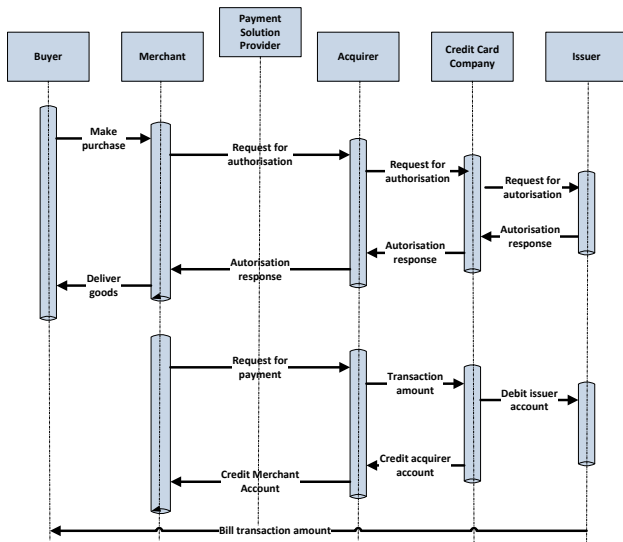 Buyer
Merchant
Payment
Solution
Provider
Acquirer
Credit Card
Company
Issuer
Make
purchase
Request for
authorisation
Request for
authorisation
Request for
autorisation
Autorisation
response
Autorisation
response
Autorisation
response
Deliver
goods
Request for
payment
Transaction
amount
Debit issuer
account
Credit acquirer
account
Credit Merchant
Account
Bill transaction amount